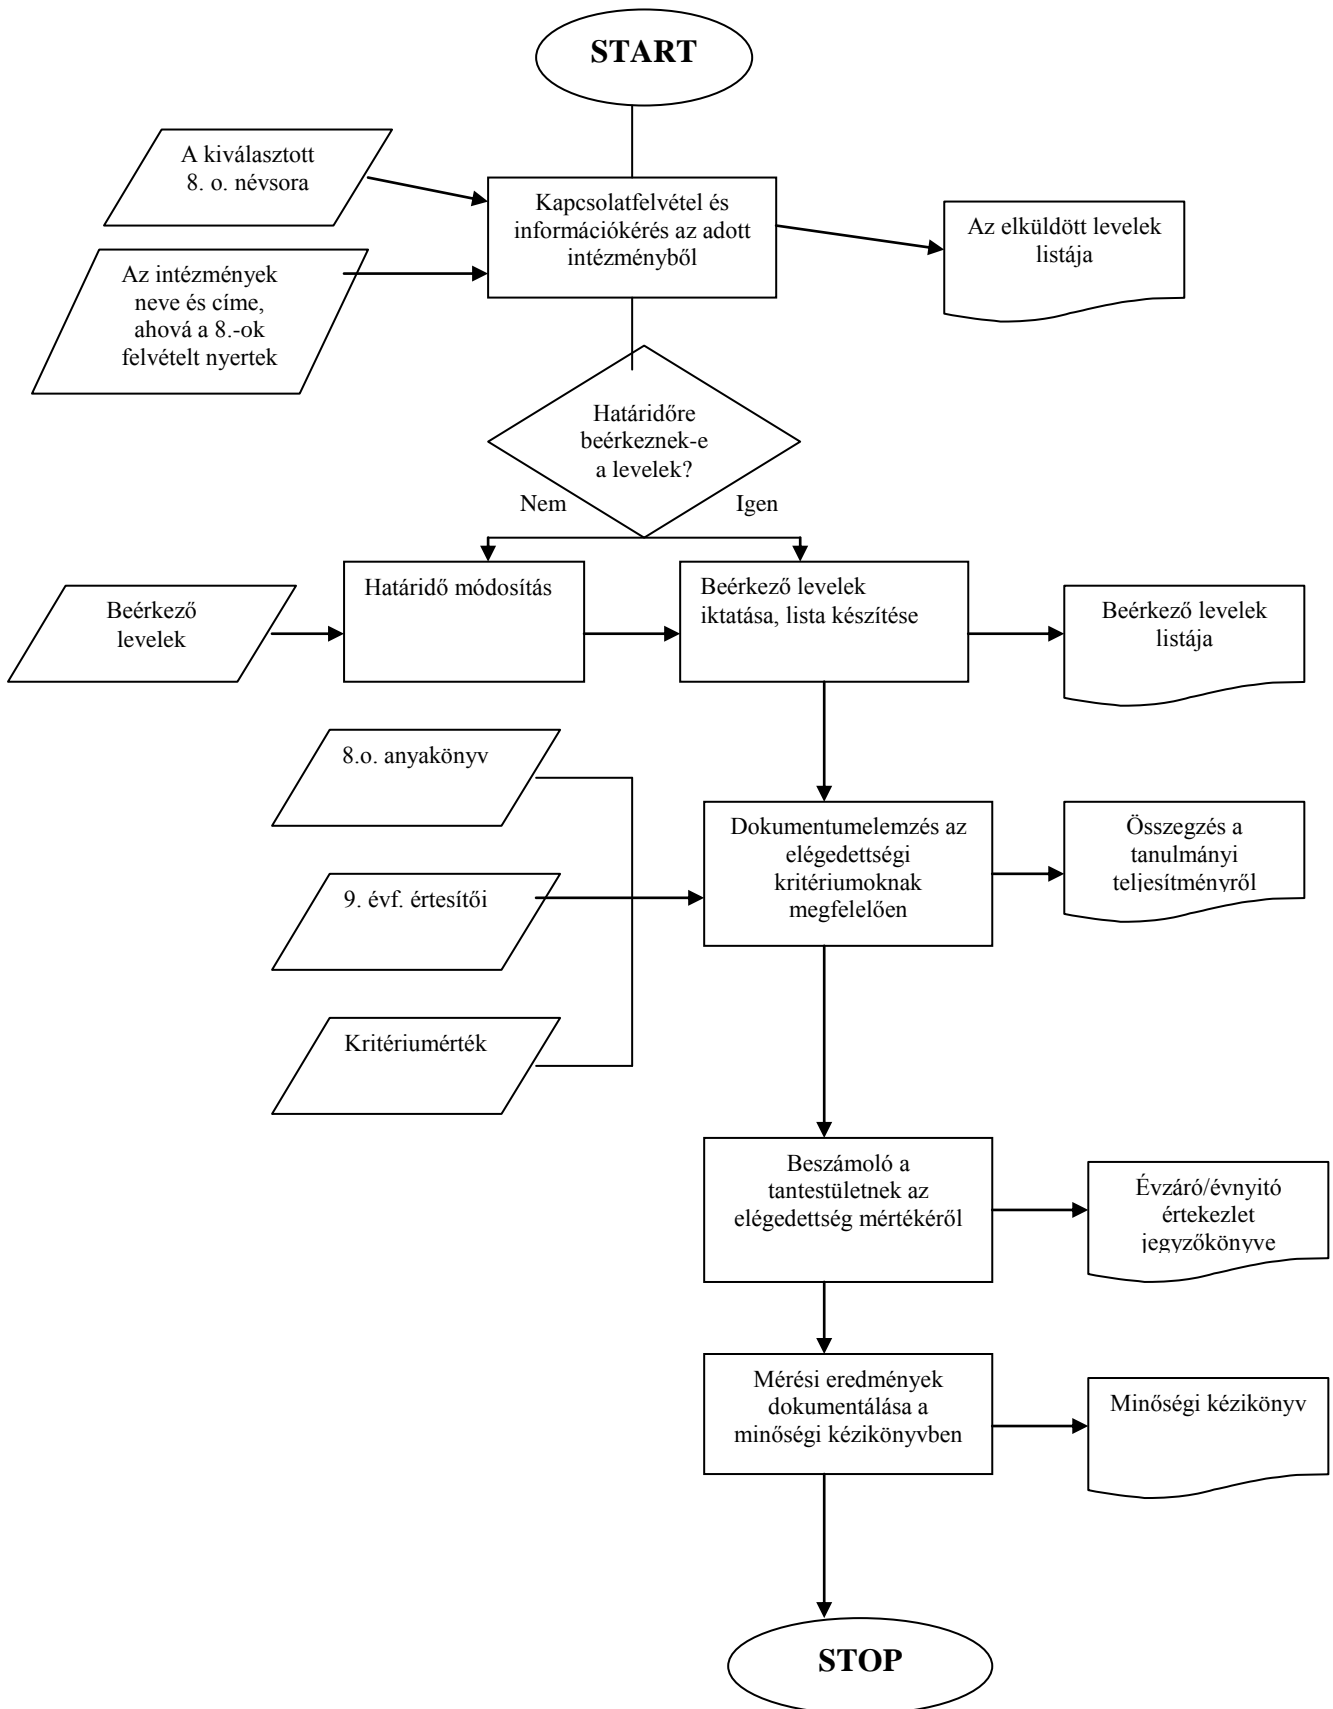 START
A kiválasztott
8. o. névsora
Kapcsolatfelvétel és
információkérés az adott
intézményből
Az elküldött levelek
listája
Az intézmények
neve és címe,
ahová a 8.-ok
felvételt nyertek
Határidőre
beérkeznek-e
a levelek?
Nem
Igen
Beérkező
levelek
Határidő módosítás
Beérkező levelek
iktatása, lista készítése
Beérkező levelek
listája
8.o. anyakönyv
Dokumentumelemzés az
elégedettségi
kritériumoknak
megfelelően
Összegzés a
tanulmányi
teljesítményről
9. évf. értesítői
Kritériumérték
Beszámoló a
tantestületnek az
elégedettség mértékéről
Évzáró/évnyitó
értekezlet
jegyzőkönyve
Mérési eredmények
dokumentálása a
minőségi kézikönyvben
Minőségi kézikönyv
STOP